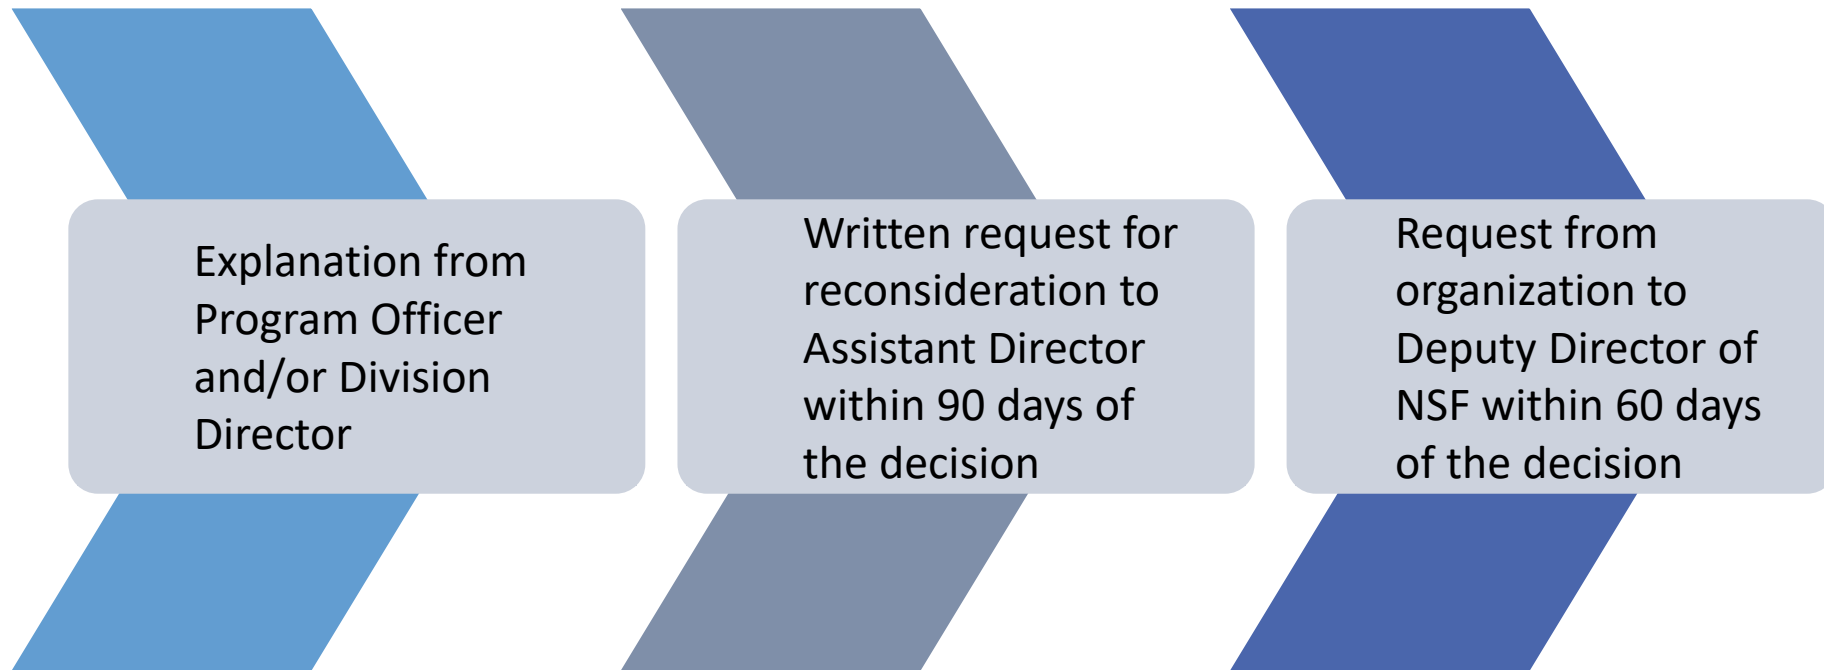 Explanation from
Program Officer
and/or Division
Director
Written request for
reconsideration to
Assistant Director
within 90 days of
the decision
Request from
organization to
Deputy Director of
NSF within 60 days
of the decision